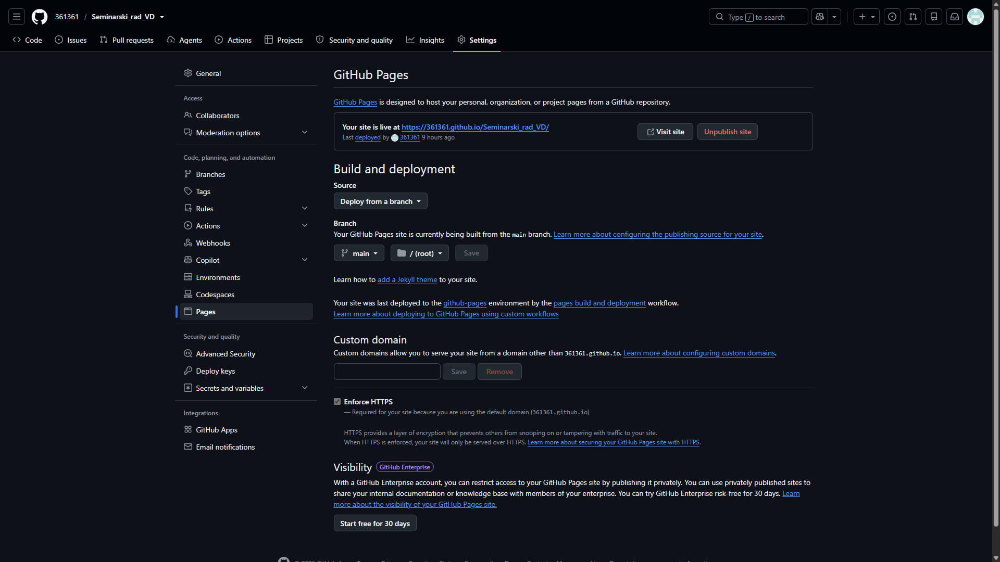 361361 / Seminarski_rad_VD
Type / to search
Code Issues Pull requests Agents Actions Projects Security and quality Insights Settings
General
Access
Collaborators
Moderation options
Code, planning, and automation
Branches
Tags
Rules
Actions
Webhooks
Copilot
Environments
Codespaces
Pages
Security and quality
Advanced Security
Deploy keys
Secrets and variables
Integrations
GitHub Apps
Email notifications
GitHub Pages
GitHub Pages is designed to host your personal, organization, or project pages from a GitHub repository.
Your site is live at https://361361.github.io/Seminarski_rad_VD/
Last deployed by 361361 9 hours ago
Visit site Unpublish site
Build and deployment
Source
Deploy from a branch
Branch
Your GitHub Pages site is currently being built from the main branch. Learn more about configuring the publishing source for your site.
main / (root) Save
Learn how to add a Jekyll theme to your site.
Your site was last deployed to the github-pages environment by the pages build and deployment workflow.
Learn more about deploying to GitHub Pages using custom workflows
Custom domain
Custom domains allow you to serve your site from a domain other than 361361.github.io. Learn more about configuring custom domains.
Save Remove
Enforce HTTPS
— Required for your site because you are using the default domain (361361.github.io)
HTTPS provides a layer of encryption that prevents others from snooping on or tampering with traffic to your site.
When HTTPS is enforced, your site will only be served over HTTPS. Learn more about securing your GitHub Pages site with HTTPS.
Visibility GitHub Enterprise
With a GitHub Enterprise account, you can restrict access to your GitHub Pages site by publishing it privately. You can use privately published sites to
share your internal documentation or knowledge base with members of your enterprise. You can try GitHub Enterprise risk-free for 30 days. Learn
more about the visibility of your GitHub Pages site.
Start free for 30 days